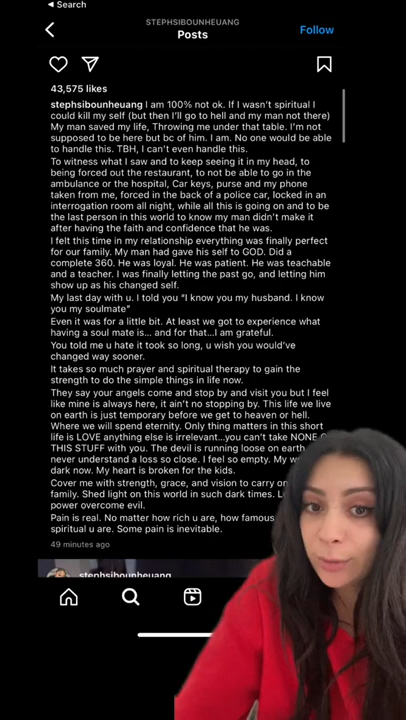 Search
STEPHSIBOUNHEUANG
Posts
Follow
43,575 likes
stephsibounheuang I am 100% not ok. If I wasn't spiritual I
could kill my self (but then I'll go to hell and my man not there)
My man saved my life, Throwing me under that table. I'm not
supposed to be here but bc of him. I am. No one would be able
to handle this. TBH, I can't even handle this.
To witness what I saw and to keep seeing it in my head, to
being forced out the restaurant, to not be able to go in the
ambulance or the hospital, Car keys, purse and my phone
taken from me, forced in the back of a police car, locked in an
interrogation room all night, while all this is going on and to be
the last person in this world to know my man didn't make it
after having the faith and confidence that he was.
I felt this time in my relationship everything was finally perfect
for our family. My man had gave his self to GOD. Did a
complete 360. He was loyal. He was patient. He was teachable
and a teacher. I was finally letting the past go, and letting him
show up as his changed self.
My last day with u. I told you "I know you my husband. I know
you my soulmate"
Even it was for a little bit. At least we got to experience what
having a soul mate is... and for that...I am grateful.
You told me u hate it took so long, u wish you would've
changed way sooner.
It takes so much prayer and spiritual therapy to gain the
strength to do the simple things in life now.
They say your angels come and stop by and visit you but I feel
like mine is always here, it ain't no stopping by. This life we live
on earth is just temporary before we get to heaven or hell.
Where we will spend eternity. Only thing matters in this short
life is LOVE anything else is irrelevant...you can't take NONE O
THIS STUFF with you. The devil is running loose on earth
never understand a loss so close. I feel so empty. My w
dark now. My heart is broken for the kids.
Cover me with strength, grace, and vision to carry on
family. Shed light on this world in such dark times. L
power overcome evil.
Pain is real. No matter how rich u are, how famous
spiritual u are. Some pain is inevitable.
49 minutes ago
stephsibounheuang